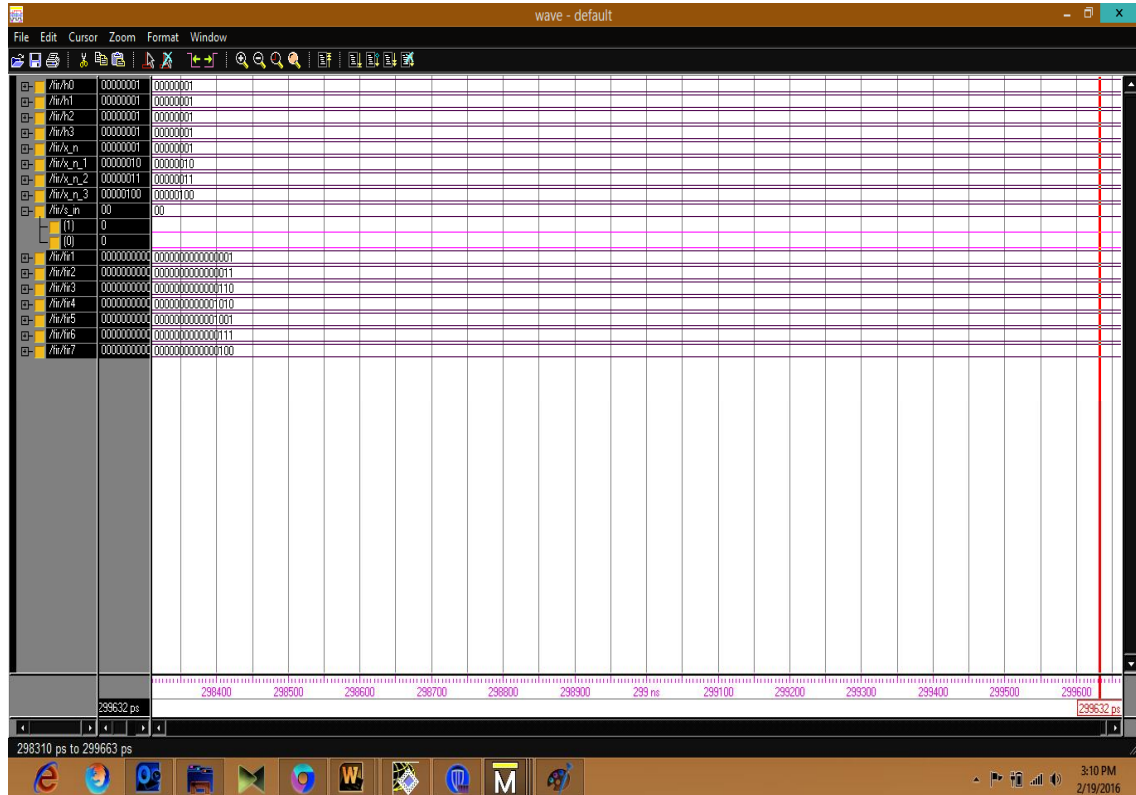 wave - default
File Edit Cursor Zoom Format Window
/fir/h0 00000001 00000001
/fir/h1 00000001 00000001
/fir/h2 00000001 00000001
/fir/h3 00000001 00000001
/fir/x_n 00000001 00000001
/fir/x_n_1 00000010 00000010
/fir/x_n_2 00000011 00000011
/fir/x_n_3 00000100 00000100
/fir/s_in 00 00
(1) 0
(0) 0
/fir/fir1 0000000000 0000000000000001
/fir/fir2 0000000000 0000000000000011
/fir/fir3 0000000000 0000000000000110
/fir/fir4 0000000000 0000000000001010
/fir/fir5 0000000000 0000000000001001
/fir/fir6 0000000000 0000000000000111
/fir/fir7 0000000000 0000000000000100
298400 298500 298600 298700 298800 298900 299 ns 299100 299200 299300 299400 299500 299600
299632 ps 299632 ps
298310 ps to 299663 ps
W M 3:10 PM
2/19/2016